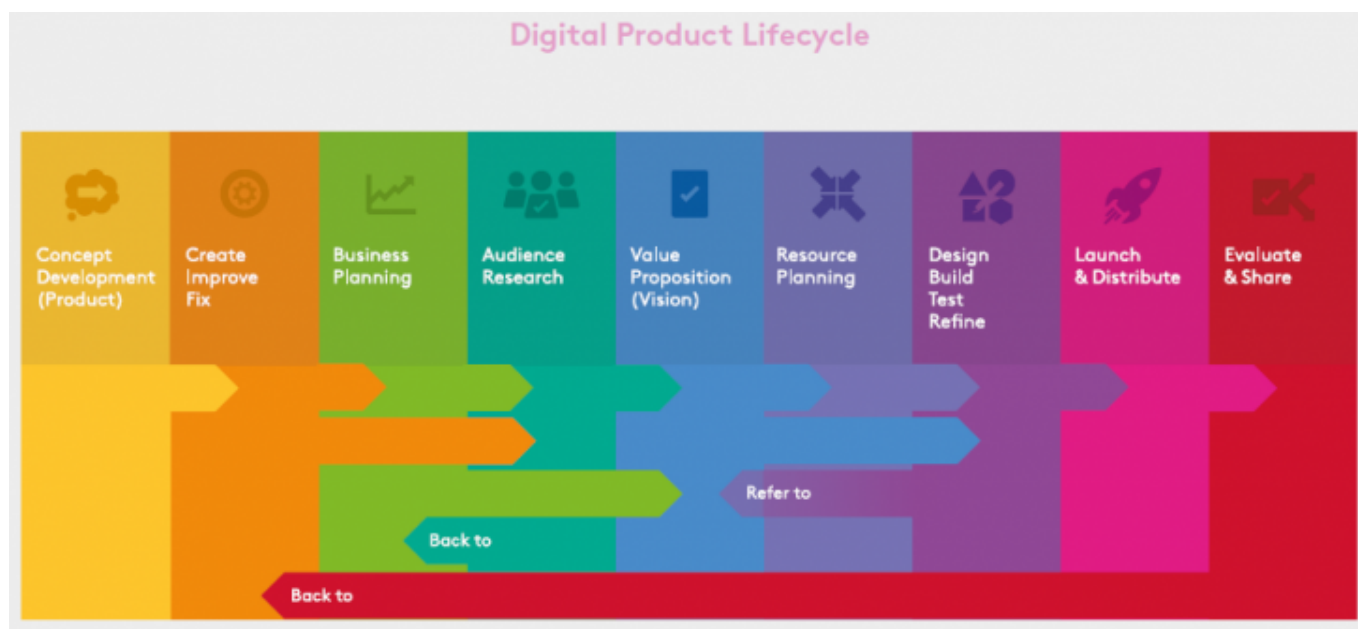 Digital Product Lifecycle
Concept
Development
(Product)
Create
Improve
Fix
Business
Planning
Audience
Research
Value
Proposition
(Vision)
Resource
Planning
Design
Build
Test
Refine
Launch
& Distribute
Evaluate
& Share
Refer to
Back to
Back to